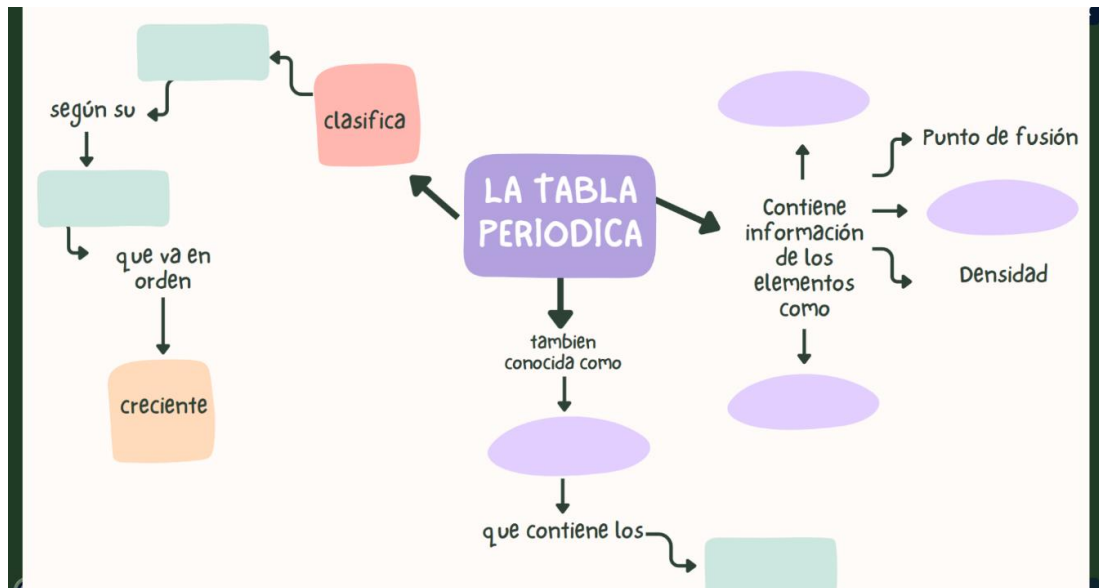 según su
clasifica
que va en
orden
creciente
LA TABLA
PERIODICA
tambien
conocida como
que contiene los
Contiene
información
de los
elementos
como
Punto de fusión
Densidad